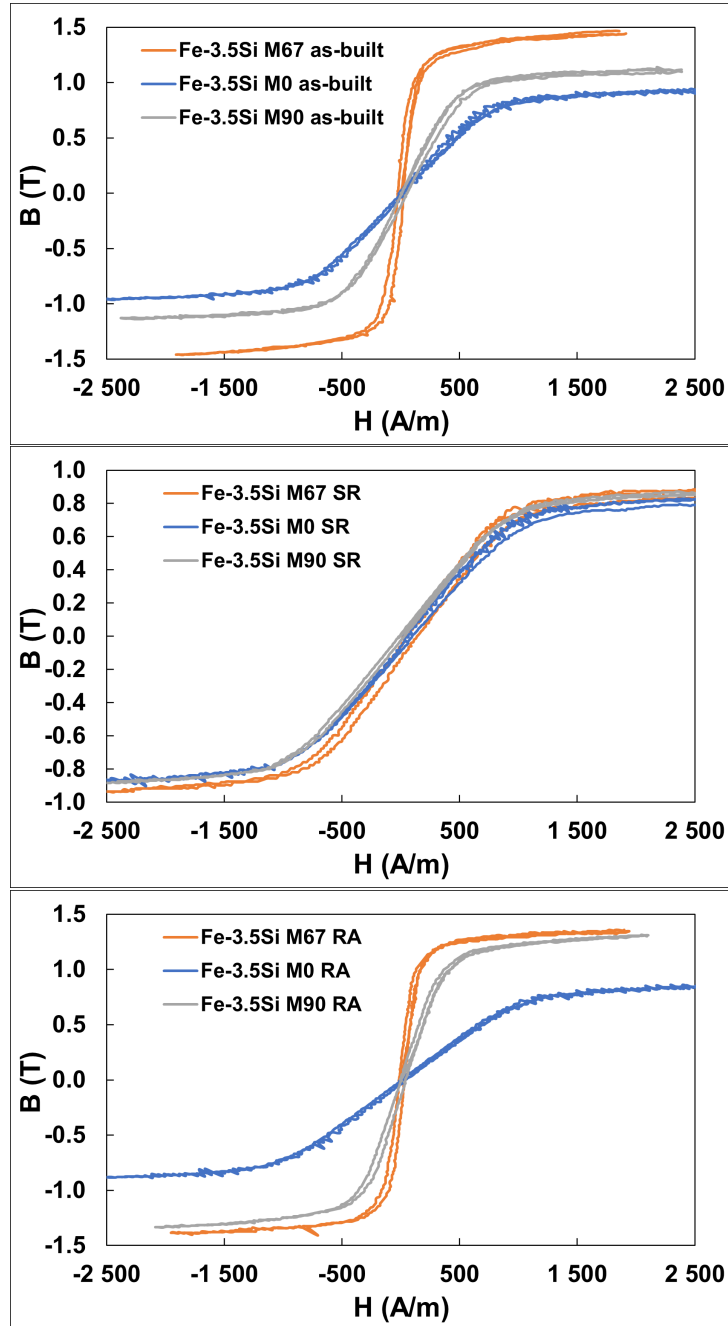 1.5
1.0
0.5
0.0
-0.5
-1.0
-1.5
B (T)
Fe-3.5Si M67 as-built
Fe-3.5Si M0 as-built
Fe-3.5Si M90 as-built
-2 500 -1 500 -500 500 1 500 2 500
H (A/m)
1.0
0.8
0.6
0.4
0.2
0.0
-0.2
-0.4
-0.6
-0.8
-1.0
B (T)
Fe-3.5Si M67 SR
Fe-3.5Si M0 SR
Fe-3.5Si M90 SR
-2 500 -1 500 -500 500 1 500 2 500
H (A/m)
1.5
1.0
0.5
0.0
-0.5
-1.0
-1.5
B (T)
Fe-3.5Si M67 RA
Fe-3.5Si M0 RA
Fe-3.5Si M90 RA
-2 500 -1 500 -500 500 1 500 2 500
H (A/m)